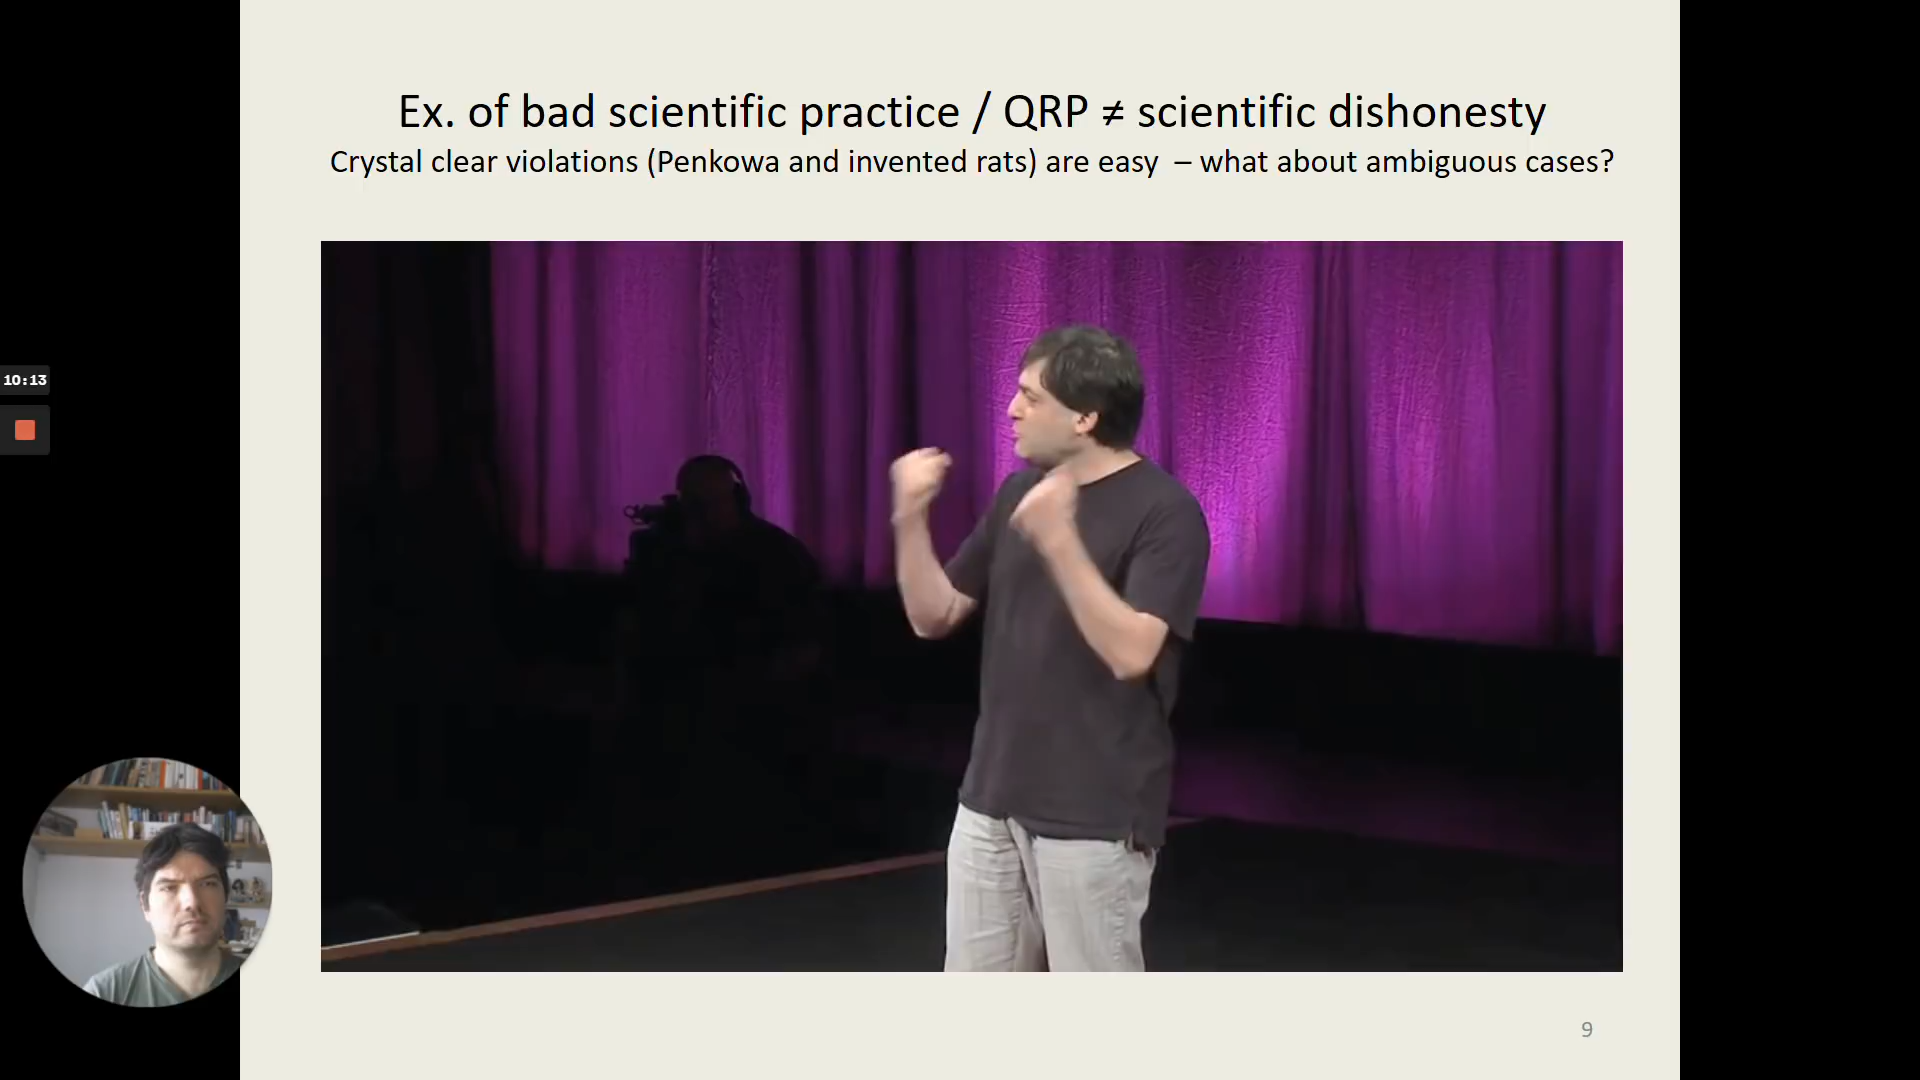 Ex. of bad scientific practice / QRP ≠ scientific dishonesty
Crystal clear violations (Penkowa and invented rats) are easy – what about ambiguous cases?
10:13
9